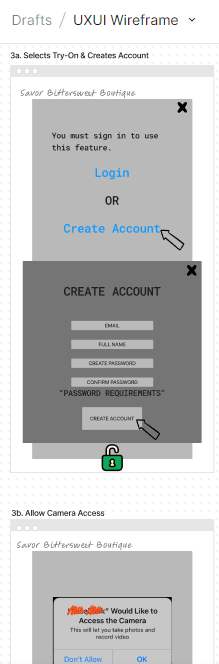 Drafts / UXUI Wireframe
3a. Selects Try-On & Creates Account
Savor Bittersweet Boutique
You must sign in to use
this feature.
Login
OR
Create Account
CREATE ACCOUNT
EMAIL
FULL NAME
CREATE PASSWORD
CONFIRM PASSWORD
"PASSWORD REQUIREMENTS"
CREATE ACCOUNT
3b. Allow Camera Access
Savor Bittersweet Boutique
" Would Like to
Access the Camera
This will let you take photos and
record video
Don't Allow
OK